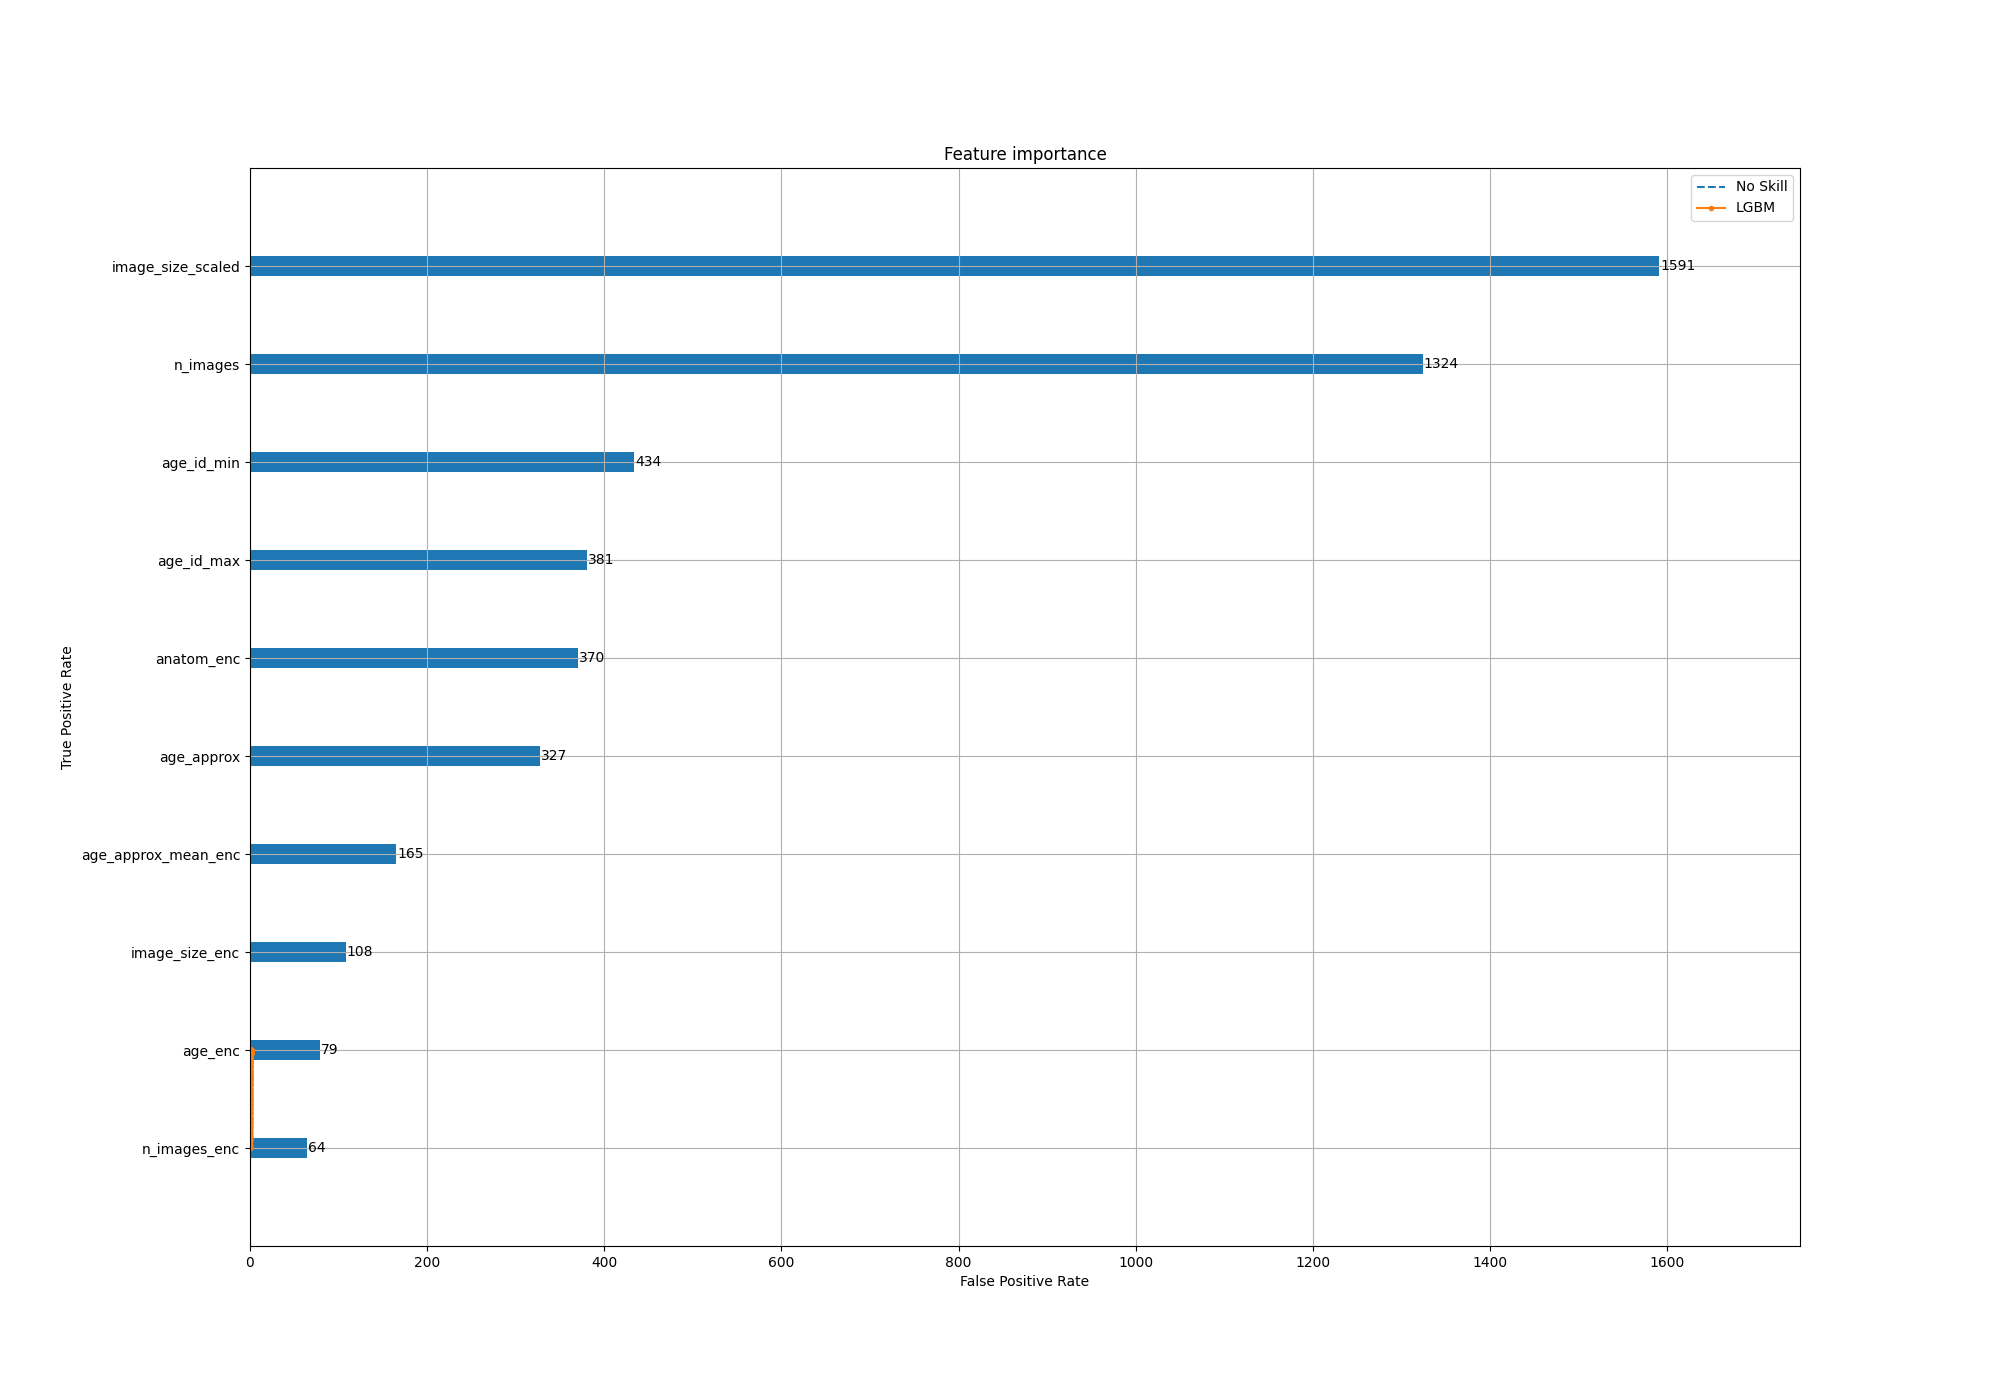 Feature importance
No Skill
LGBM
image_size_scaled
1591
n_images
1324
age_id_min
434
age_id_max
381
anatom_enc
370
True Positive Rate
age_approx
327
age_approx_mean_enc
165
image_size_enc
108
age_enc
79
n_images_enc
64
0 200 400 600 800 1000 1200 1400 1600
False Positive Rate